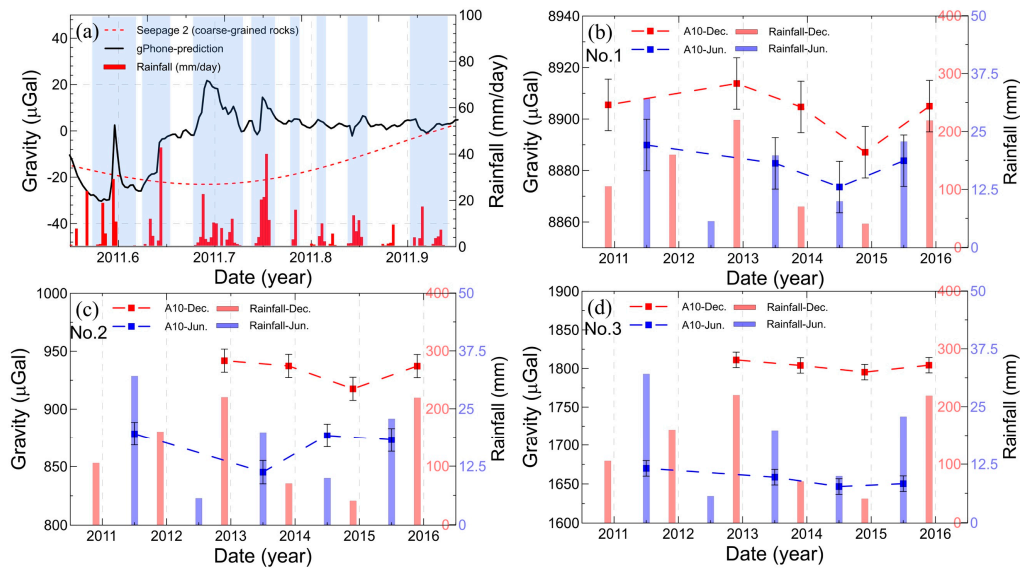 (a)
Seepage 2 (coarse-grained rocks)
gPhone-prediction
Rainfall (mm/day)
40
20
0
-20
-40
Gravity (μGal)
100
80
60
40
20
0
Rainfall (mm/day)
2011.6 2011.7 2011.8 2011.9
Date (year)
(b)
No.1
A10-Dec. Rainfall-Dec.
A10-Jun. Rainfall-Jun.
8940
8920
8900
8880
8860
Gravity (μGal)
400
300
200
100
0
50
37.5
25
12.5
0
Rainfall (mm)
2011 2012 2013 2014 2015 2016
Date (year)
(c)
No.2
A10-Dec. Rainfall-Dec.
A10-Jun. Rainfall-Jun.
1000
950
900
850
800
Gravity (μGal)
400
300
200
100
0
50
37.5
25
12.5
0
Rainfall (mm)
2011 2012 2013 2014 2015 2016
Date (year)
(d)
No.3
A10-Dec. Rainfall-Dec.
A10-Jun. Rainfall-Jun.
1900
1850
1800
1750
1700
1650
1600
Gravity (μGal)
400
300
200
100
0
50
37.5
25
12.5
0
Rainfall (mm)
2011 2012 2013 2014 2015 2016
Date (year)